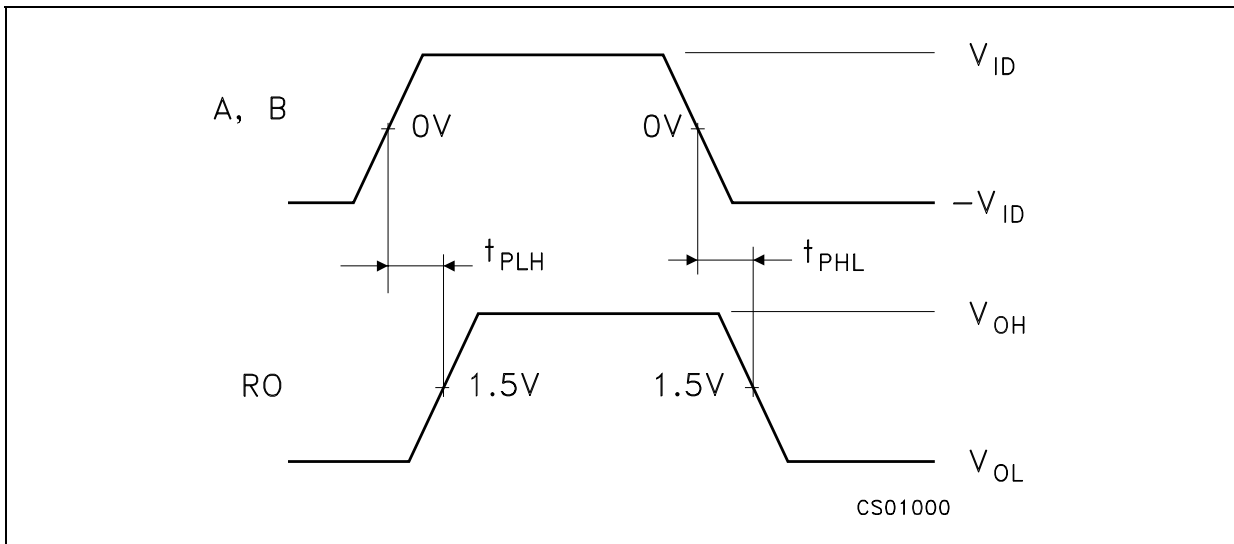 V_ID
A, B
0V 0V
-V_ID
t_PLH t_PHL
V_OH
RO 1.5V 1.5V
V_OL
CS01000